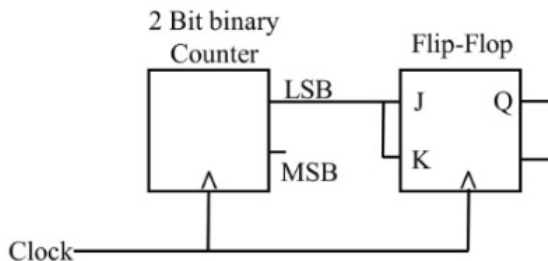 2 Bit binary
Counter
Flip-Flop
LSB
J
Q
K
MSB
Clock